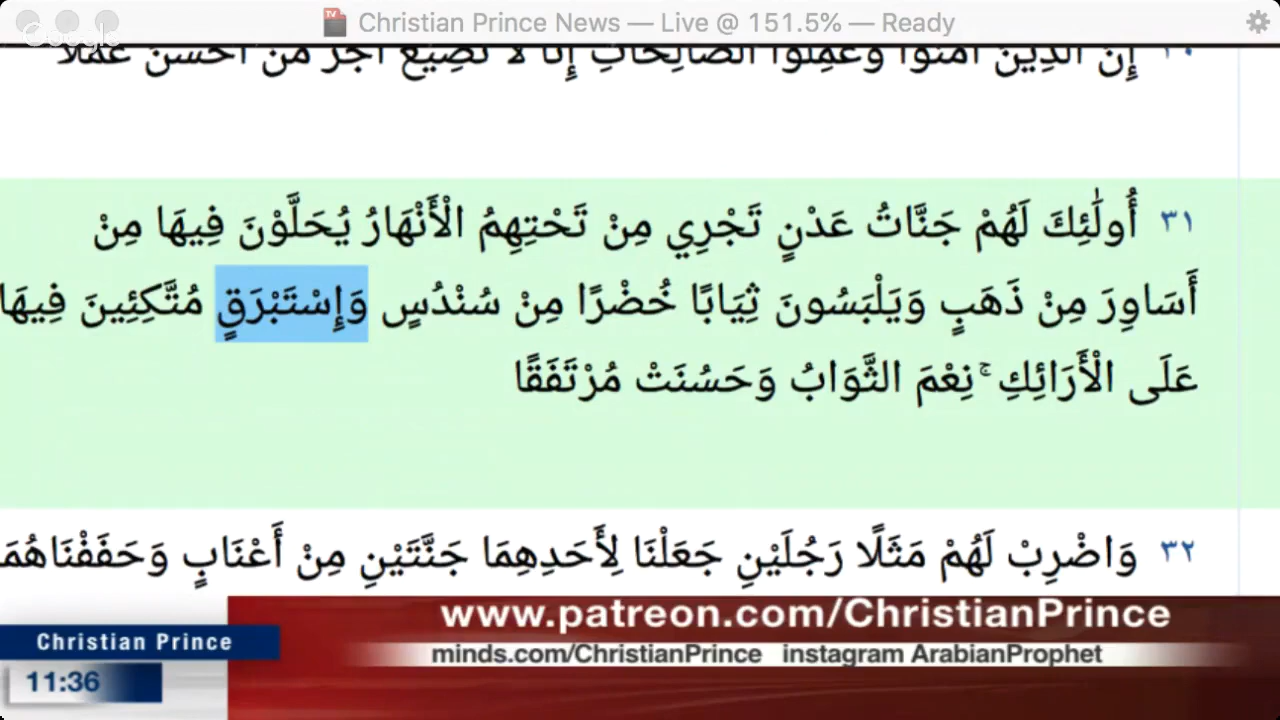 Christian Prince News — Live @ 151.5% — Ready
Google
٣٠ إِنَّ الَّذِينَ آمَنُوا وَعَمِلُوا الصَّالِحَاتِ إِنَّا لَا نُضِيعُ أَجْرَ مَنْ أَحْسَنَ عَمَلًا
٣١ أُولَٰئِكَ لَهُمْ جَنَّاتُ عَدْنٍ تَجْرِي مِنْ تَحْتِهِمُ الْأَنْهَارُ يُحَلَّوْنَ فِيهَا مِنْ
أَسَاوِرَ مِنْ ذَهَبٍ وَيَلْبَسُونَ ثِيَابًا خُضْرًا مِنْ سُنْدُسٍ وَإِسْتَبْرَقٍ مُتَّكِئِينَ فِيهَا
عَلَى الْأَرَائِكِ ۚ نِعْمَ الثَّوَابُ وَحَسُنَتْ مُرْتَفَقًا
٣٢ وَاضْرِبْ لَهُمْ مَثَلًا رَجُلَيْنِ جَعَلْنَا لِأَحَدِهِمَا جَنَّتَيْنِ مِنْ أَعْنَابٍ وَحَفَفْنَاهُمَا
www.patreon.com/ChristianPrince
Christian Prince
minds.com/ChristianPrince instagram ArabianProphet
11:36